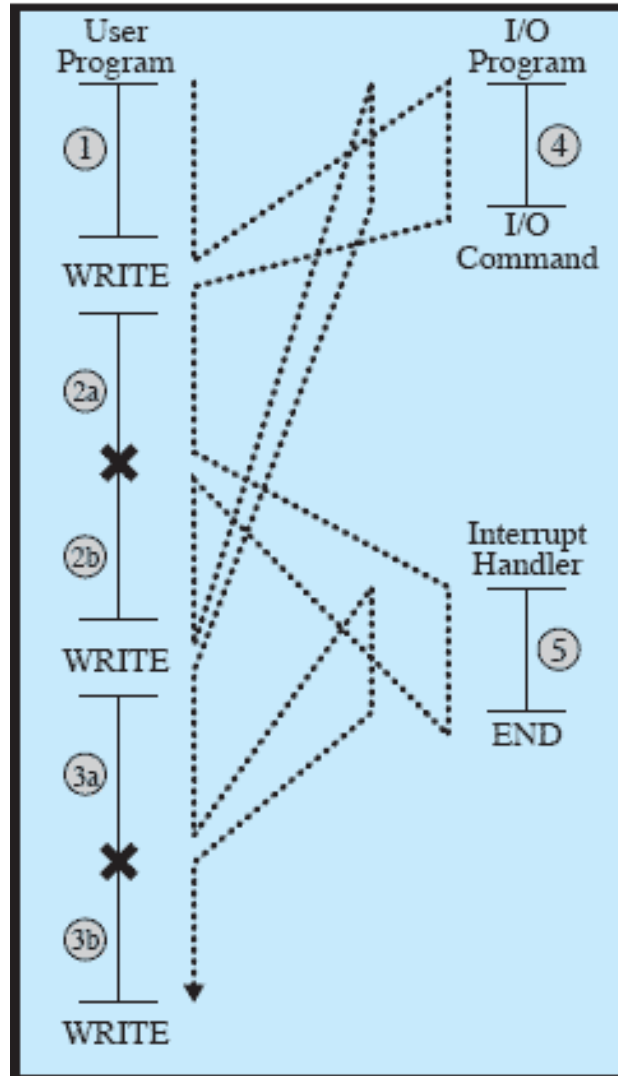 User
Program
1
WRITE
2a
2b
WRITE
3a
3b
WRITE
I/O
Program
4
I/O
Command
Interrupt
Handler
5
END